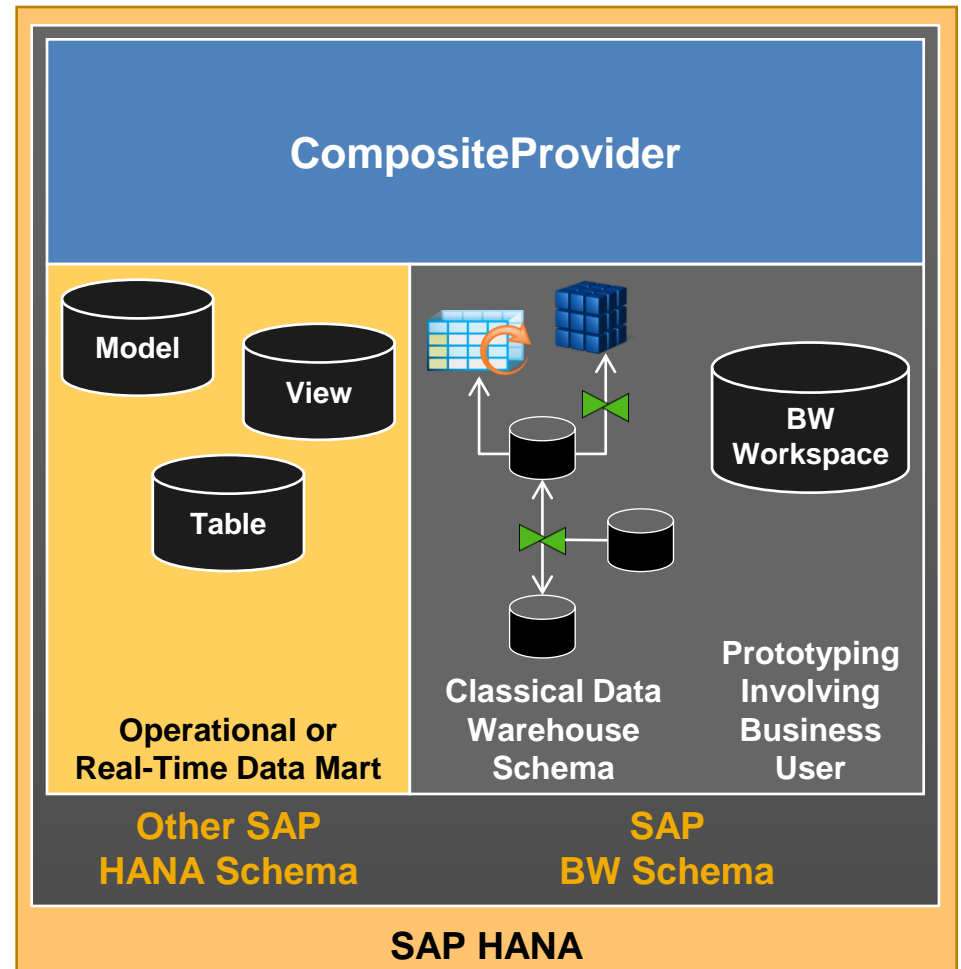 CompositeProvider
Model
View
Table
BW
Workspace
Operational or
Real-Time Data Mart
Classical Data
Warehouse
Schema
Prototyping
Involving
Business
User
Other SAP
HANA Schema
SAP
BW Schema
SAP HANA